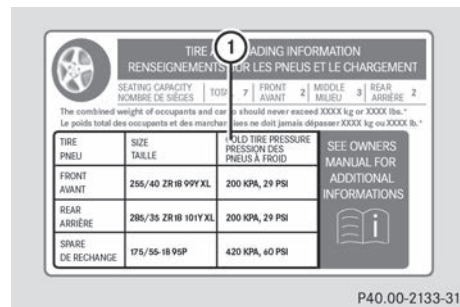 1
TIRE AND LOADING INFORMATION
RENSEIGNEMENTS SUR LES PNEUS ET LE CHARGEMENT
SEATING CAPACITY TOTAL 7 FRONT 2 MIDDLE 3 REAR 2
NOMBRE DE SIÈGES AVANT MILIEU ARRIÈRE
The combined weight of occupants and cargo should never exceed XXXX kg or XXXX lbs."
Le poids total des occupants et des marchandises ne doit jamais dépasser XXXX kg ou XXXX lb."
TIRE
PNEU
SIZE
TAILLE
COLD TIRE PRESSURE
PRESSION DES
PNEUS À FROID
SEE OWNERS
MANUAL FOR
ADDITIONAL
INFORMATIONS
i
FRONT
AVANT
255/40 ZR18 99Y XL
200 KPA, 29 PSI
REAR
ARRIÈRE
285/35 ZR18 101Y XL
200 KPA, 29 PSI
SPARE
DE RECHANGE
175/55-18 95P
420 KPA, 60 PSI
P40.00-2133-31